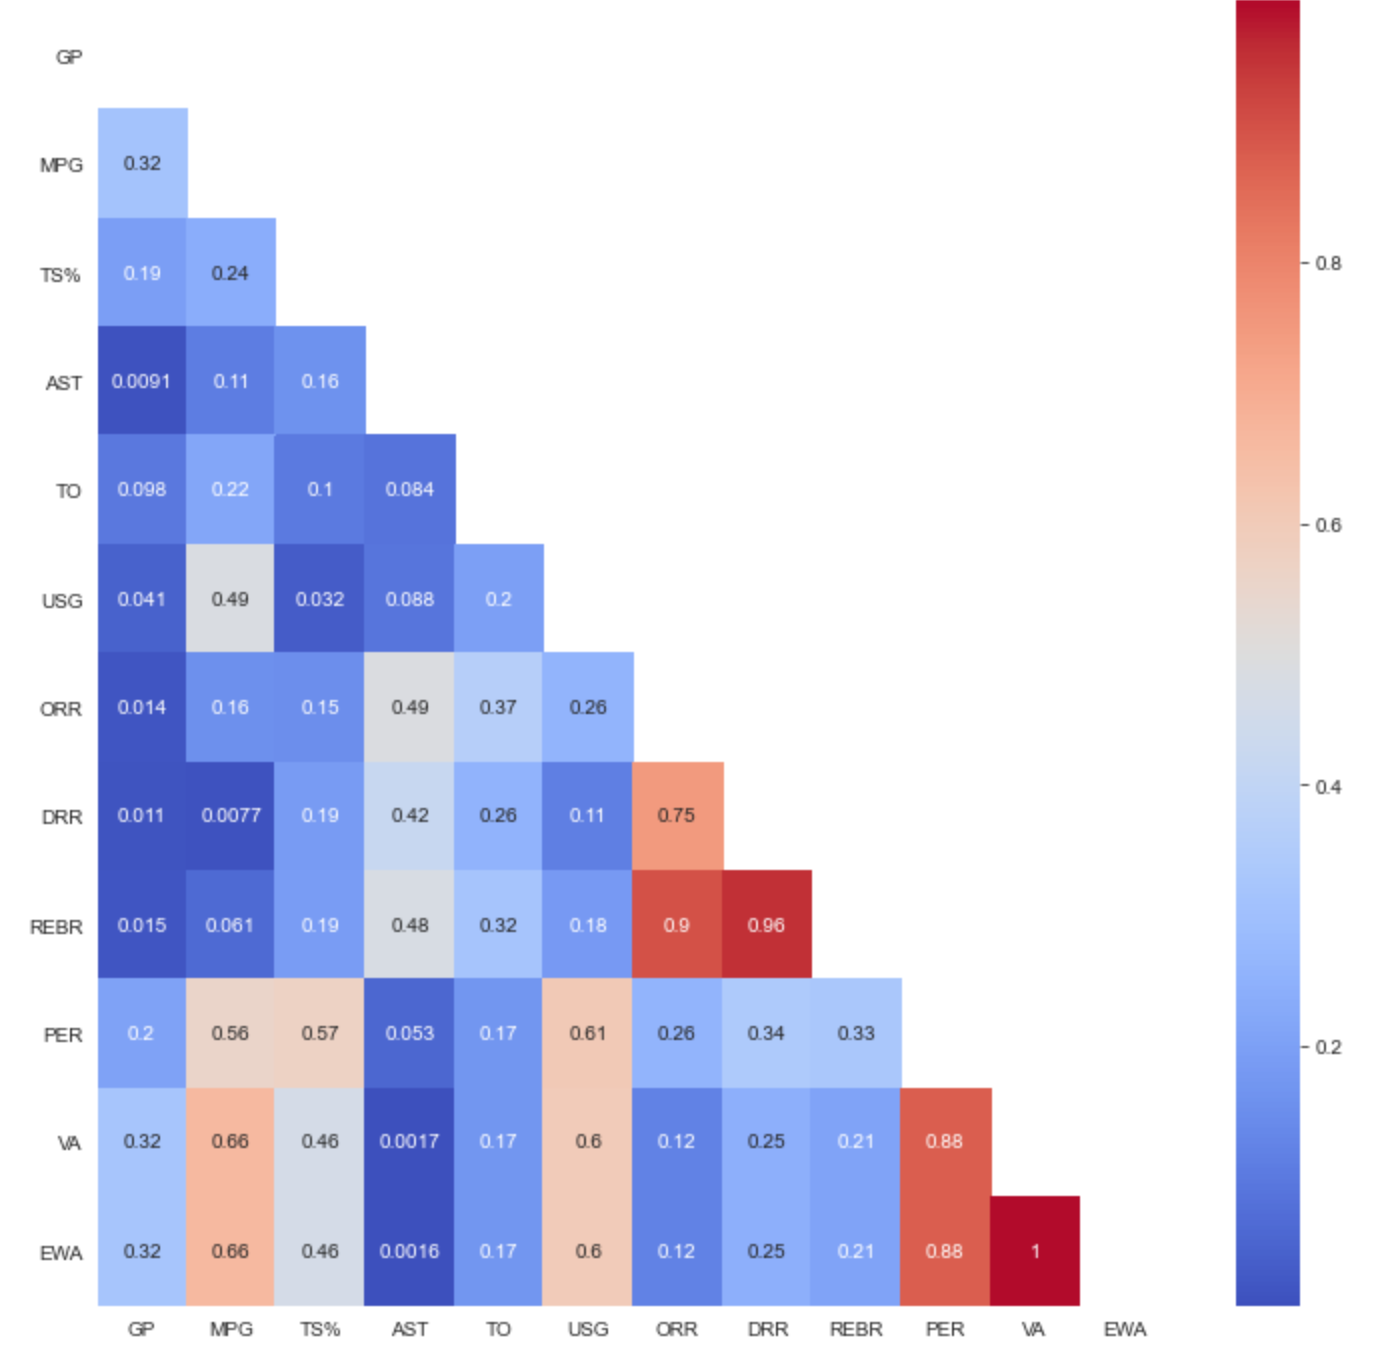 GP
MPG 0.32
TS% 0.19 0.24
0.8
AST 0.0091 0.11 0.16
TO 0.098 0.22 0.1 0.084
0.6
USG 0.041 0.49 0.032 0.088 0.2
ORR 0.014 0.16 0.15 0.49 0.37 0.26
0.4
DRR 0.011 0.0077 0.19 0.42 0.26 0.11 0.75
REBR 0.015 0.061 0.19 0.48 0.32 0.18 0.9 0.96
PER 0.2 0.56 0.57 0.053 0.17 0.61 0.26 0.34 0.33
0.2
VA 0.32 0.66 0.46 0.0017 0.17 0.6 0.12 0.25 0.21 0.88
EWA 0.32 0.66 0.46 0.0016 0.17 0.6 0.12 0.25 0.21 0.88 1
GP MPG TS% AST TO USG ORR DRR REBR PER VA EWA